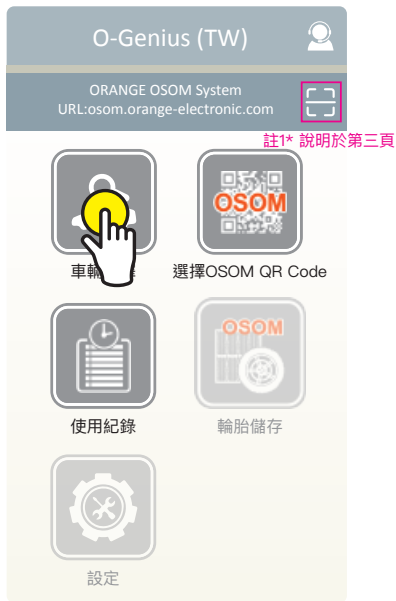 O-Genius (TW)
ORANGE OSOM System
URL:osom.orange-electronic.com
註1* 說明於第三頁
OSOM
車輛
選擇OSOM QR Code
OSOM
使用紀錄
輪胎儲存
設定